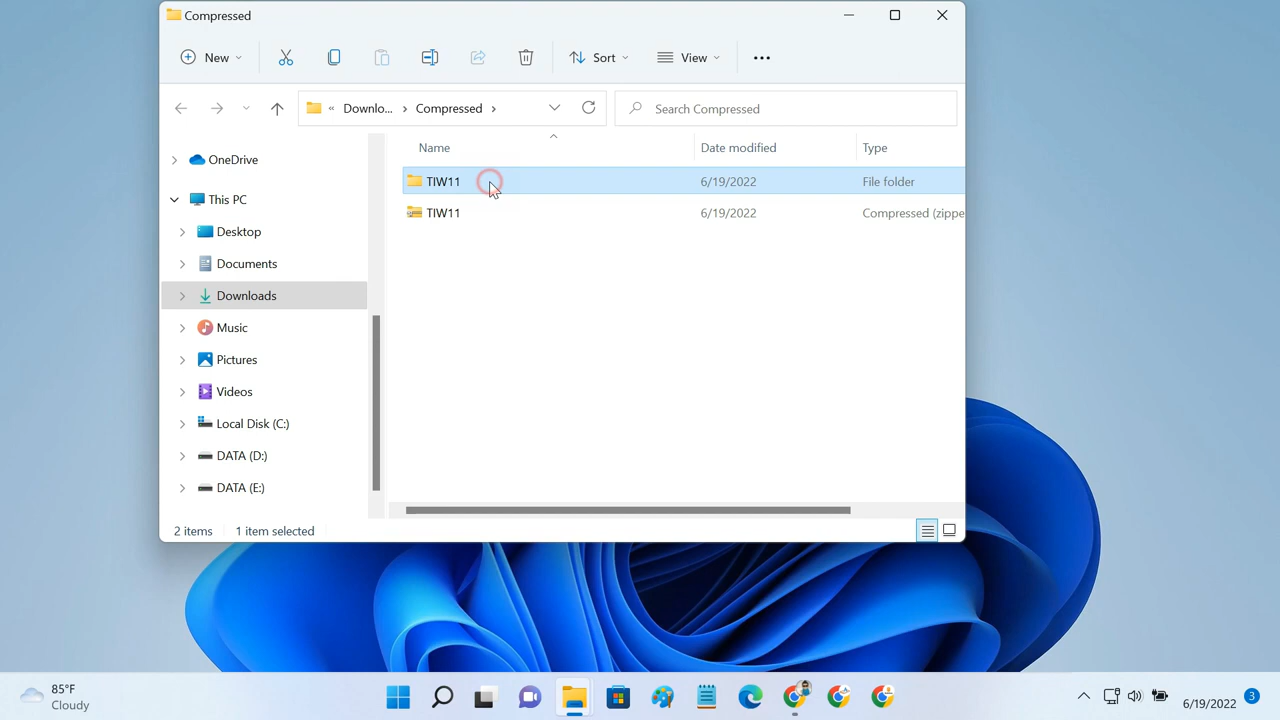 Compressed
New
Sort
View
« Downlo... › Compressed ›
Search Compressed
Name
Date modified
Type
OneDrive
TIW11
6/19/2022
File folder
This PC
TIW11
6/19/2022
Compressed (zippe
Desktop
Documents
Downloads
Music
Pictures
Videos
Local Disk (C:)
DATA (D:)
DATA (E:)
2 items
1 item selected
85°F
Cloudy
6/19/2022
3